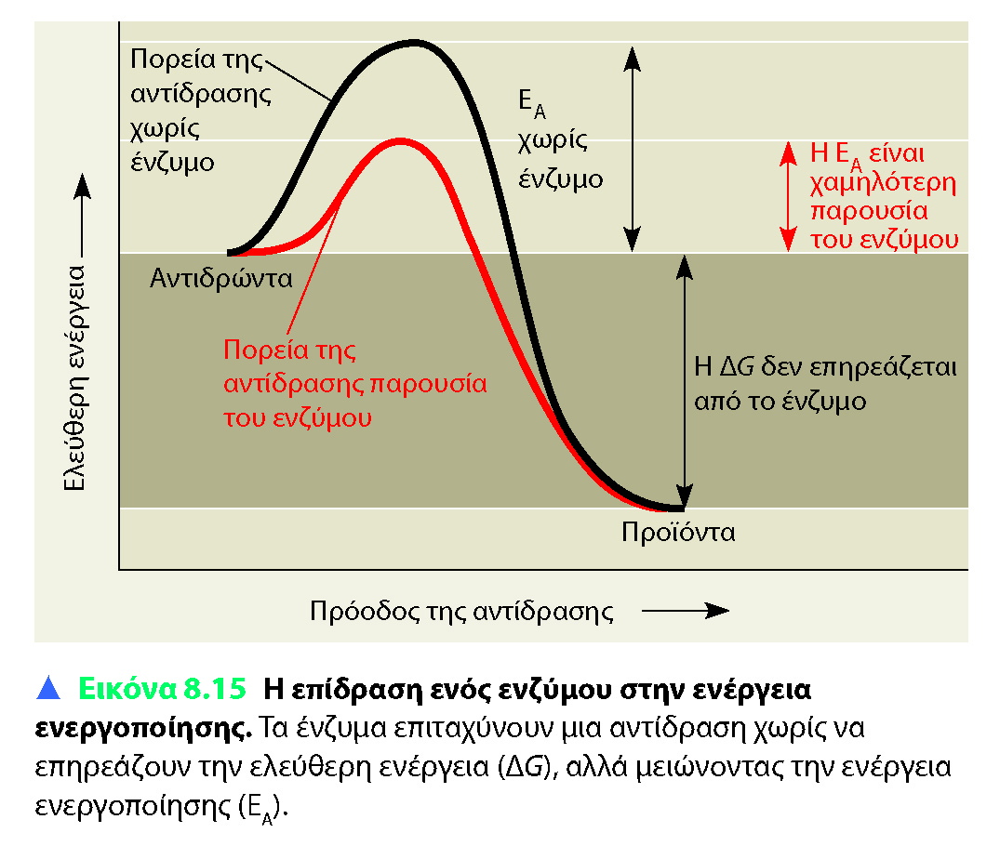 Πορεία της
αντίδρασης
χωρίς
ένζυμο
E_A
χωρίς
ένζυμο
Η E_A είναι
χαμηλότερη
παρουσία
του ενζύμου
Ελεύθερη ενέργεια
Αντιδρώντα
Πορεία της
αντίδρασης παρουσία
του ενζύμου
Η ΔG δεν επηρεάζεται
από το ένζυμο
Προϊόντα
Πρόοδος της αντίδρασης
▲ Εικόνα 8.15 Η επίδραση ενός ενζύμου στην ενέργεια
ενεργοποίησης. Τα ένζυμα επιταχύνουν μια αντίδραση χωρίς να
επηρεάζουν την ελεύθερη ενέργεια (ΔG), αλλά μειώνοντας την ενέργεια
ενεργοποίησης (E_A).